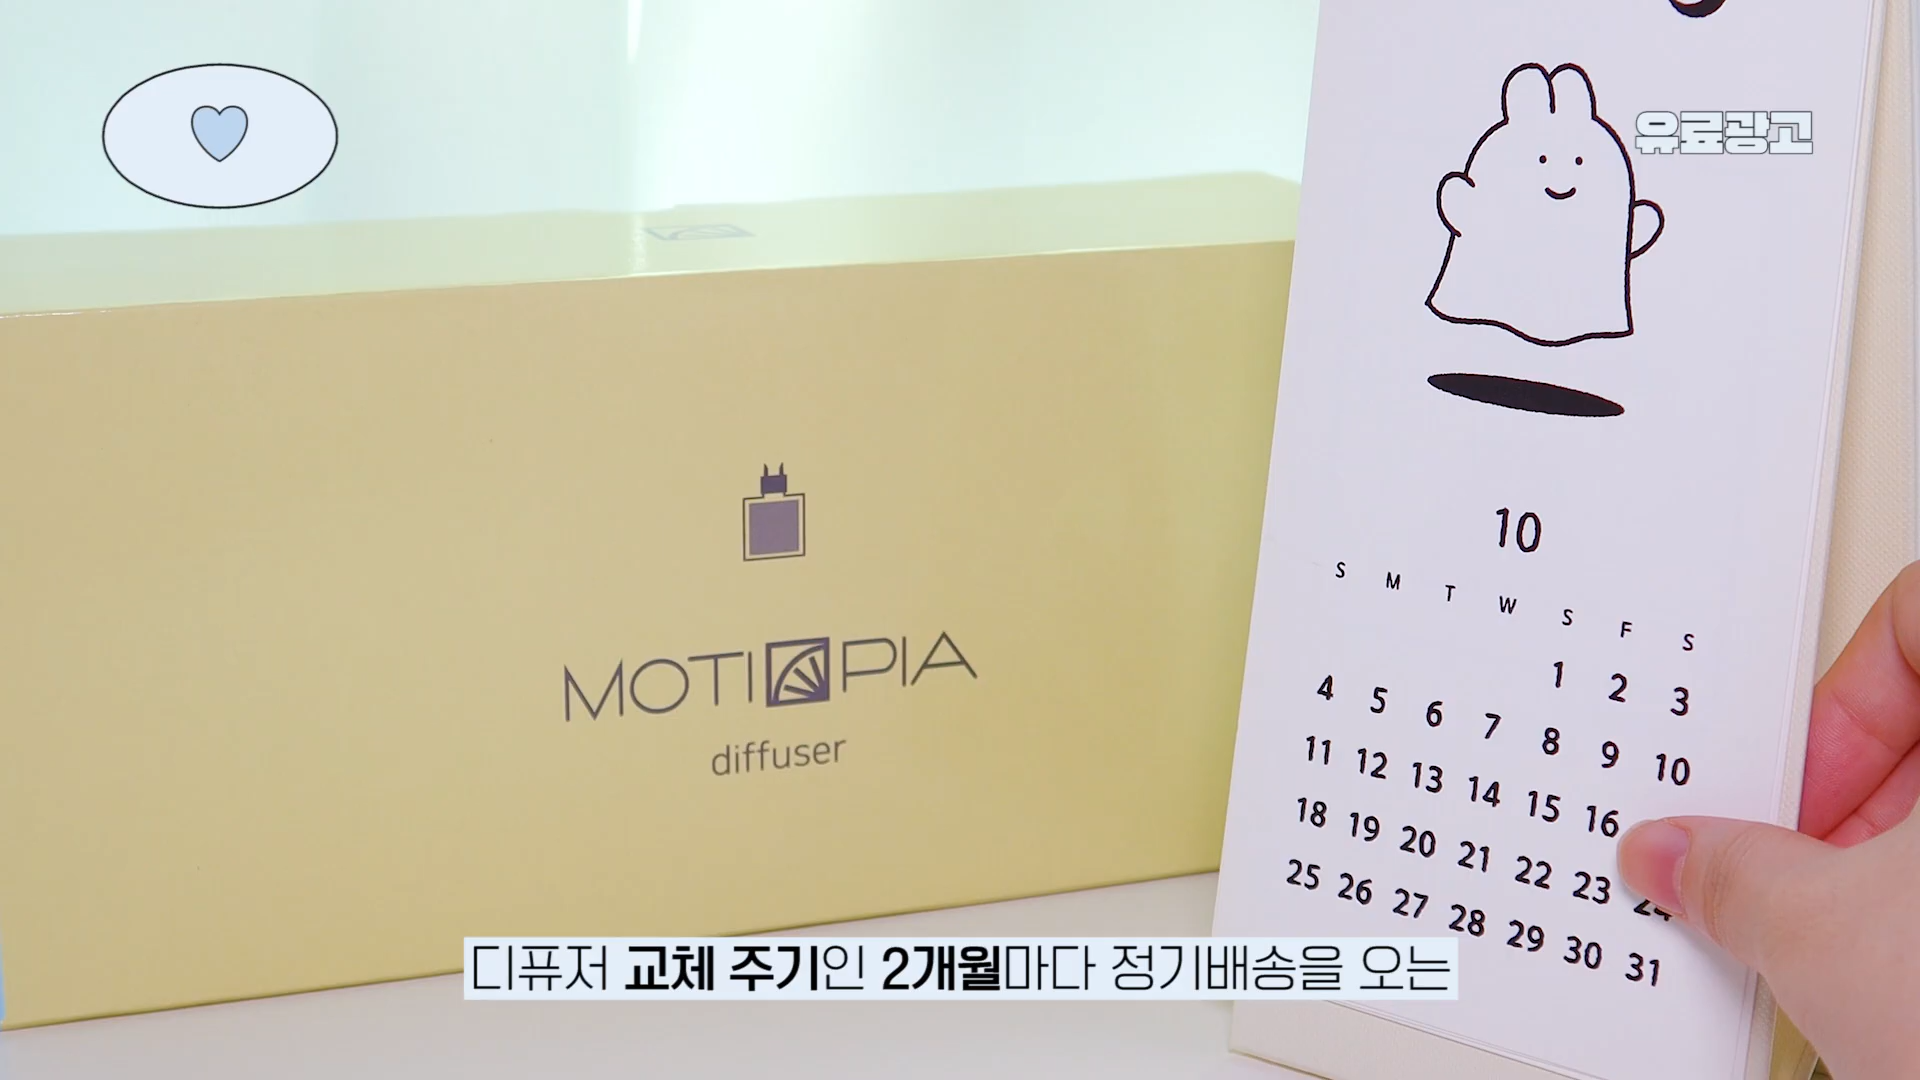 유료광고
MOTIOPIA
diffuser
10
S M T W S F S
1 2 3
4 5 6 7 8 9 10
11 12 13 14 15 16
18 19 20 21 22 23 24
25 26 27 28 29 30 31
디퓨저 교체 주기인 2개월마다 정기배송을 오는